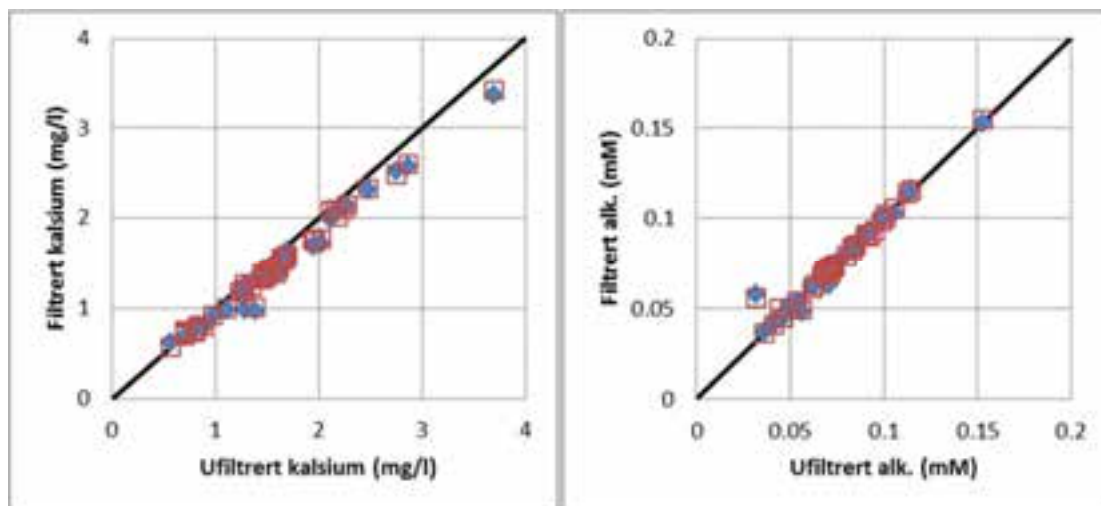 Filtrert kalsium (mg/l)
4
3
2
1
0
0 1 2 3 4
Ufiltrert kalsium (mg/l)
Filtrert alk. (mM)
0.2
0.15
0.1
0.05
0
0 0.05 0.1 0.15 0.2
Ufiltrert alk. (mM)